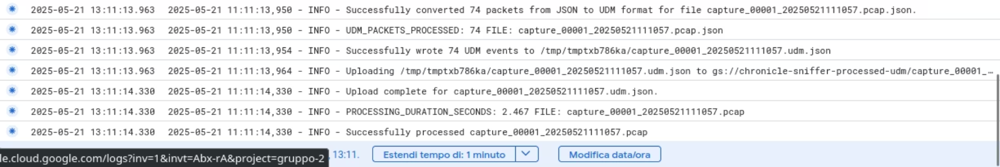 2025-05-21 13:11:13.963 2025-05-21 11:11:13,950 - INFO - Successfully converted 74 packets from JSON to UDM format for file capture_00001_20250521111057.pcap.json.
2025-05-21 13:11:13.963 2025-05-21 11:11:13,950 - INFO - UDM_PACKETS_PROCESSED: 74 FILE: capture_00001_20250521111057.pcap.json
2025-05-21 13:11:13.963 2025-05-21 11:11:13,954 - INFO - Successfully wrote 74 UDM events to /tmp/tmptxb786ka/capture_00001_20250521111057.udm.json
2025-05-21 13:11:13.963 2025-05-21 11:11:13,964 - INFO - Uploading /tmp/tmptxb786ka/capture_00001_20250521111057.udm.json to gs://chronicle-sniffer-processed-udm/capture_00001_…
2025-05-21 13:11:14.330 2025-05-21 11:11:14,330 - INFO - Upload complete for capture_00001_20250521111057.udm.json.
2025-05-21 13:11:14.330 2025-05-21 11:11:14,330 - INFO - PROCESSING_DURATION_SECONDS: 2.467 FILE: capture_00001_20250521111057.pcap
2025-05-21 13:11:14.330 2025-05-21 11:11:14,330 - INFO - Successfully processed capture_00001_20250521111057.pcap
le.cloud.google.com/logs?inv=1&invt=Abx-rA&project=gruppo-2 13:11. Estendi tempo di: 1 minuto Modifica data/ora